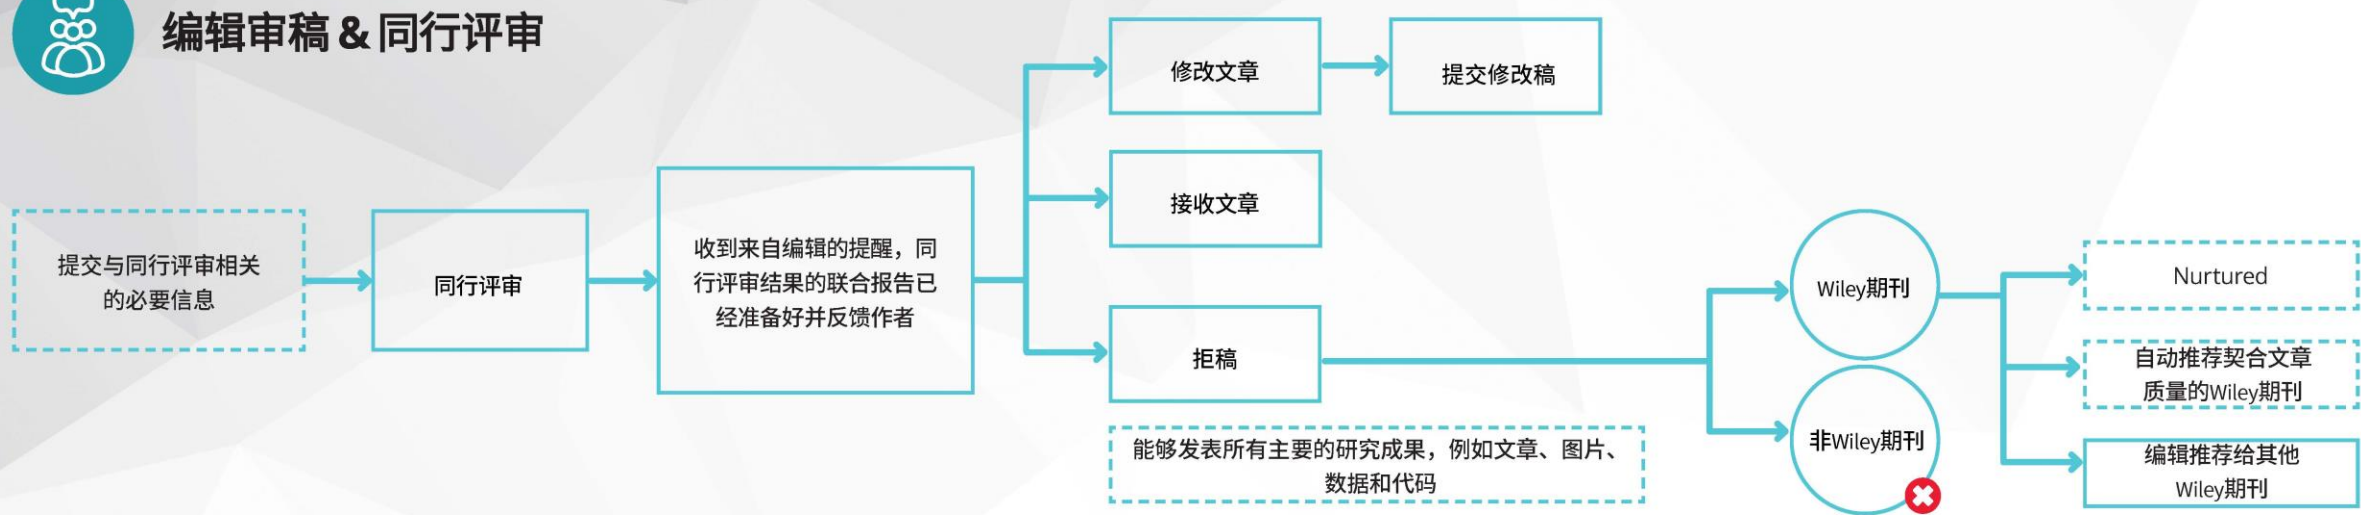 编辑审稿 & 同行评审
提交与同行评审相关
的必要信息
同行评审
收到来自编辑的提醒，同
行评审结果的联合报告已
经准备好并反馈作者
修改文章
提交修改稿
接收文章
拒稿
能够发表所有主要的研究成果，例如文章、图片、
数据和代码
Wiley期刊
非Wiley期刊
Nurtured
自动推荐契合文章
质量的Wiley期刊
编辑推荐给其他
Wiley期刊